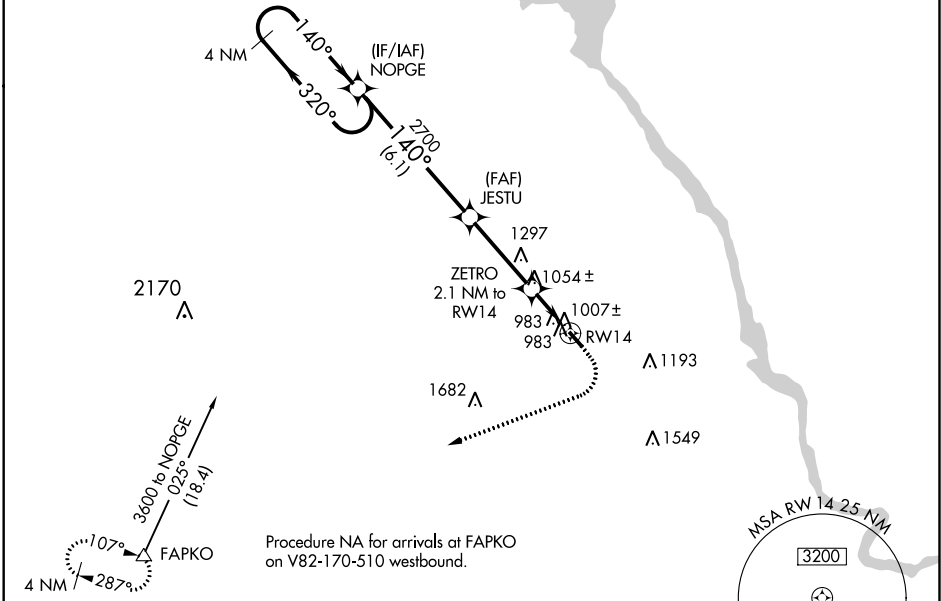 140°
4 NM
320°
(IF/IAF)
NOPGE
2700
140°
(6.1)
(FAF)
JESTU
1297
1054 ±
ZETRO
2.1 NM to
RW14
1007±
983
983
RW14
2170
1193
1682
1549
3600 to NOPGE
025°
(18.4)
107°
FAPKO
287°
4 NM
Procedure NA for arrivals at FAPKO
on V82-170-510 westbound.
MSA RW 14 25 NM
3200